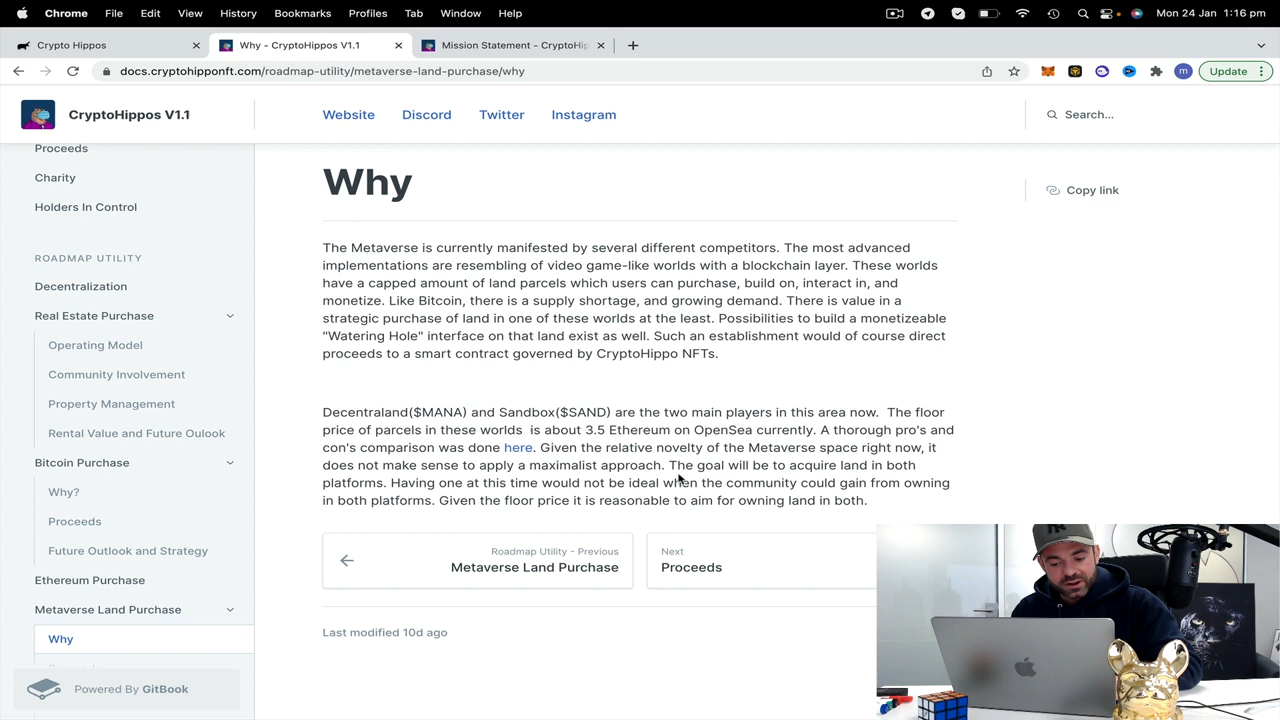 Chrome File Edit View History Bookmarks Profiles Tab Window Help Mon 24 Jan 1:16 pm
Crypto Hippos Why - CryptoHippos V1.1 Mission Statement - CryptoHip
docs.cryptohipponft.com/roadmap-utility/metaverse-land-purchase/why m Update
CryptoHippos V1.1 Website Discord Twitter Instagram Search...
Proceeds
Charity
Holders In Control
ROADMAP UTILITY
Decentralization
Real Estate Purchase
Operating Model
Community Involvement
Property Management
Rental Value and Future Oulook
Bitcoin Purchase
Why?
Proceeds
Future Outlook and Strategy
Ethereum Purchase
Metaverse Land Purchase
Why
Proceeds
Powered By GitBook
Why
Copy link
The Metaverse is currently manifested by several different competitors. The most advanced
implementations are resembling of video game-like worlds with a blockchain layer. These worlds
have a capped amount of land parcels which users can purchase, build on, interact in, and
monetize. Like Bitcoin, there is a supply shortage, and growing demand. There is value in a
strategic purchase of land in one of these worlds at the least. Possibilities to build a monetizeable
"Watering Hole" interface on that land exist as well. Such an establishment would of course direct
proceeds to a smart contract governed by CryptoHippo NFTs.
Decentraland($MANA) and Sandbox($SAND) are the two main players in this area now. The floor
price of parcels in these worlds is about 3.5 Ethereum on OpenSea currently. A thorough pro's and
con's comparison was done here. Given the relative novelty of the Metaverse space right now, it
does not make sense to apply a maximalist approach. The goal will be to acquire land in both
platforms. Having one at this time would not be ideal when the community could gain from owning
in both platforms. Given the floor price it is reasonable to aim for owning land in both.
Roadmap Utility - Previous
Metaverse Land Purchase
Next
Proceeds
Last modified 10d ago